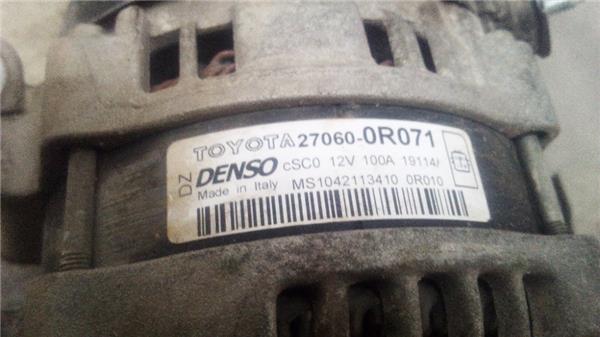 TOYOTA 27060-0R071
DZ
DENSO cSC0 12V 100A 19114/
Made in Italy MS1042113410 0R010